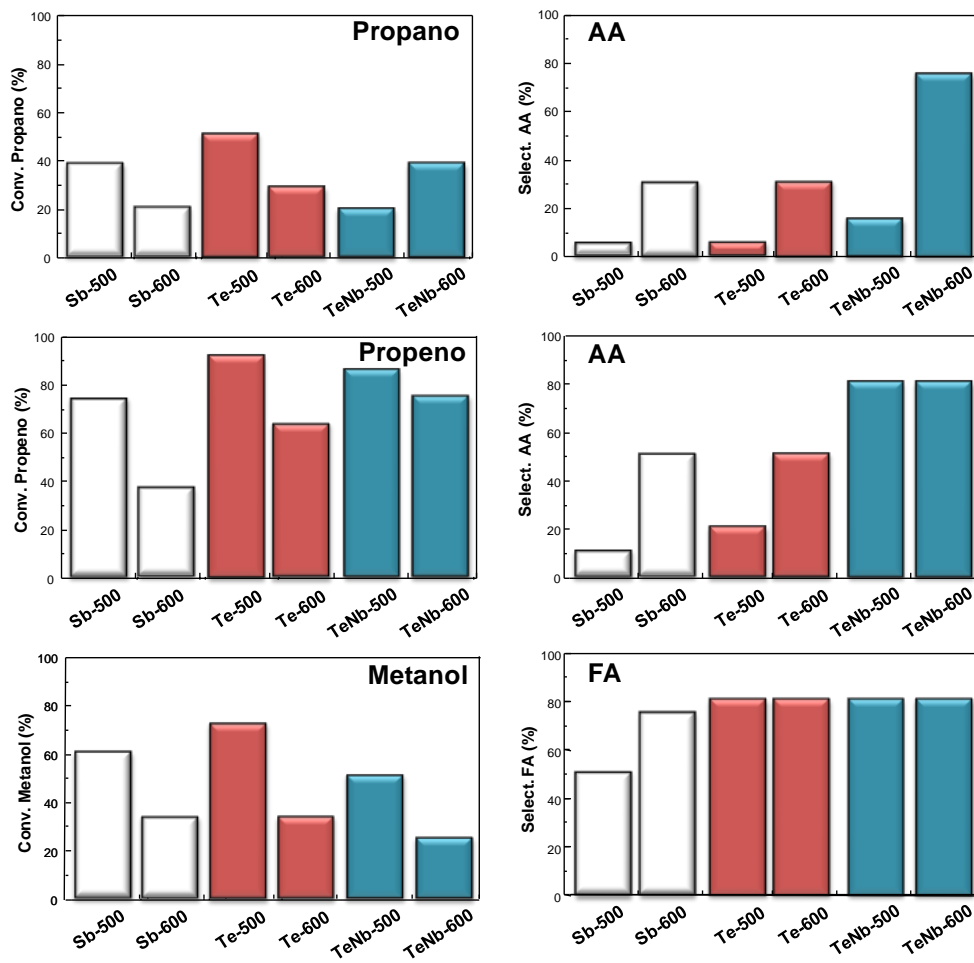 Propano
Conv. Propano (%)
100
80
60
40
20
0
Sb-500
Sb-600
Te-500
Te-600
TeNb-500
TeNb-600
AA
Select. AA (%)
100
80
60
40
20
0
Sb-500
Sb-600
Te-500
Te-600
TeNb-500
TeNb-600
Propeno
Conv. Propeno (%)
100
80
60
40
20
0
Sb-500
Sb-600
Te-500
Te-600
TeNb-500
TeNb-600
AA
Select. AA (%)
100
80
60
40
20
0
Sb-500
Sb-600
Te-500
Te-600
TeNb-500
TeNb-600
Metanol
Conv. Metanol (%)
100
80
60
40
20
0
Sb-500
Sb-600
Te-500
Te-600
TeNb-500
TeNb-600
FA
Select. FA (%)
100
80
60
40
20
0
Sb-500
Sb-600
Te-500
Te-600
TeNb-500
TeNb-600